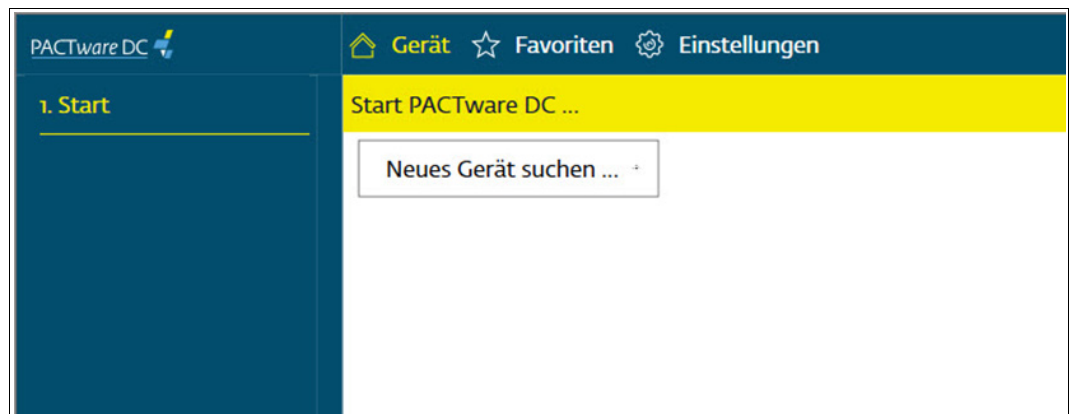 PACTware DC
Gerät Favoriten Einstellungen
1. Start
Start PACTware DC ...
Neues Gerät suchen ...